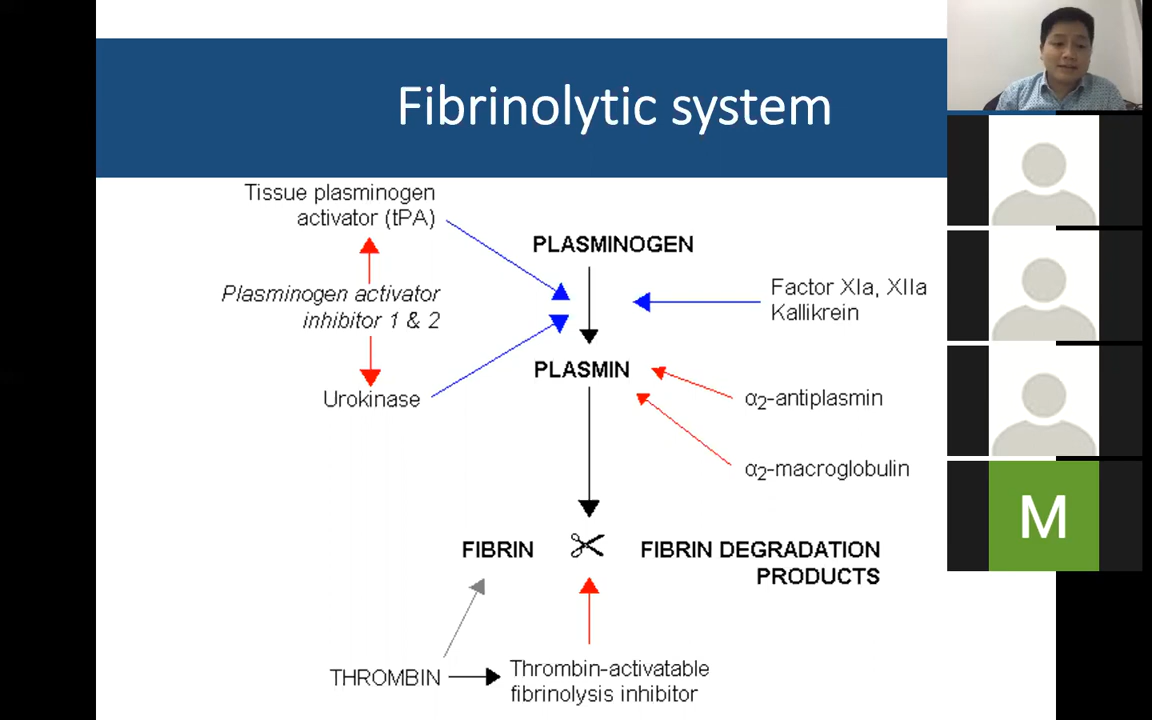 Fibrinolytic system
Tissue plasminogen
activator (tPA)
PLASMINOGEN
Plasminogen activator
inhibitor 1 & 2
Factor XIa, XIIa
Kallikrein
PLASMIN
Urokinase
α2-antiplasmin
α2-macroglobulin
FIBRIN
FIBRIN DEGRADATION
PRODUCTS
THROMBIN
Thrombin-activatable
fibrinolysis inhibitor
M